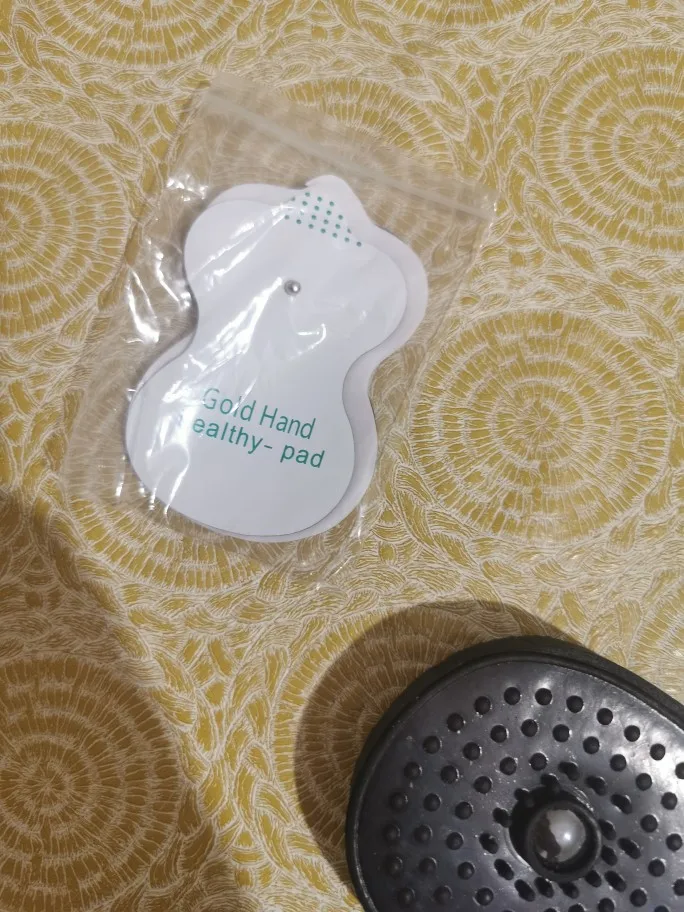 Gold Hand
ealthy- pad